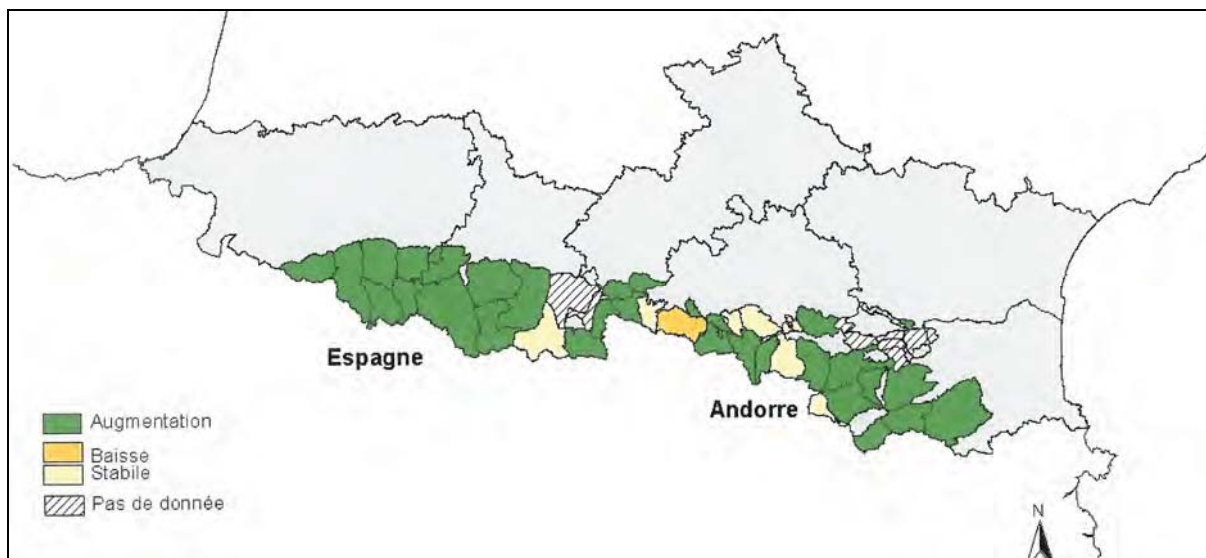 Espagne
Andorre
Augmentation
Baisse
Stabile
Pas de donnée
N